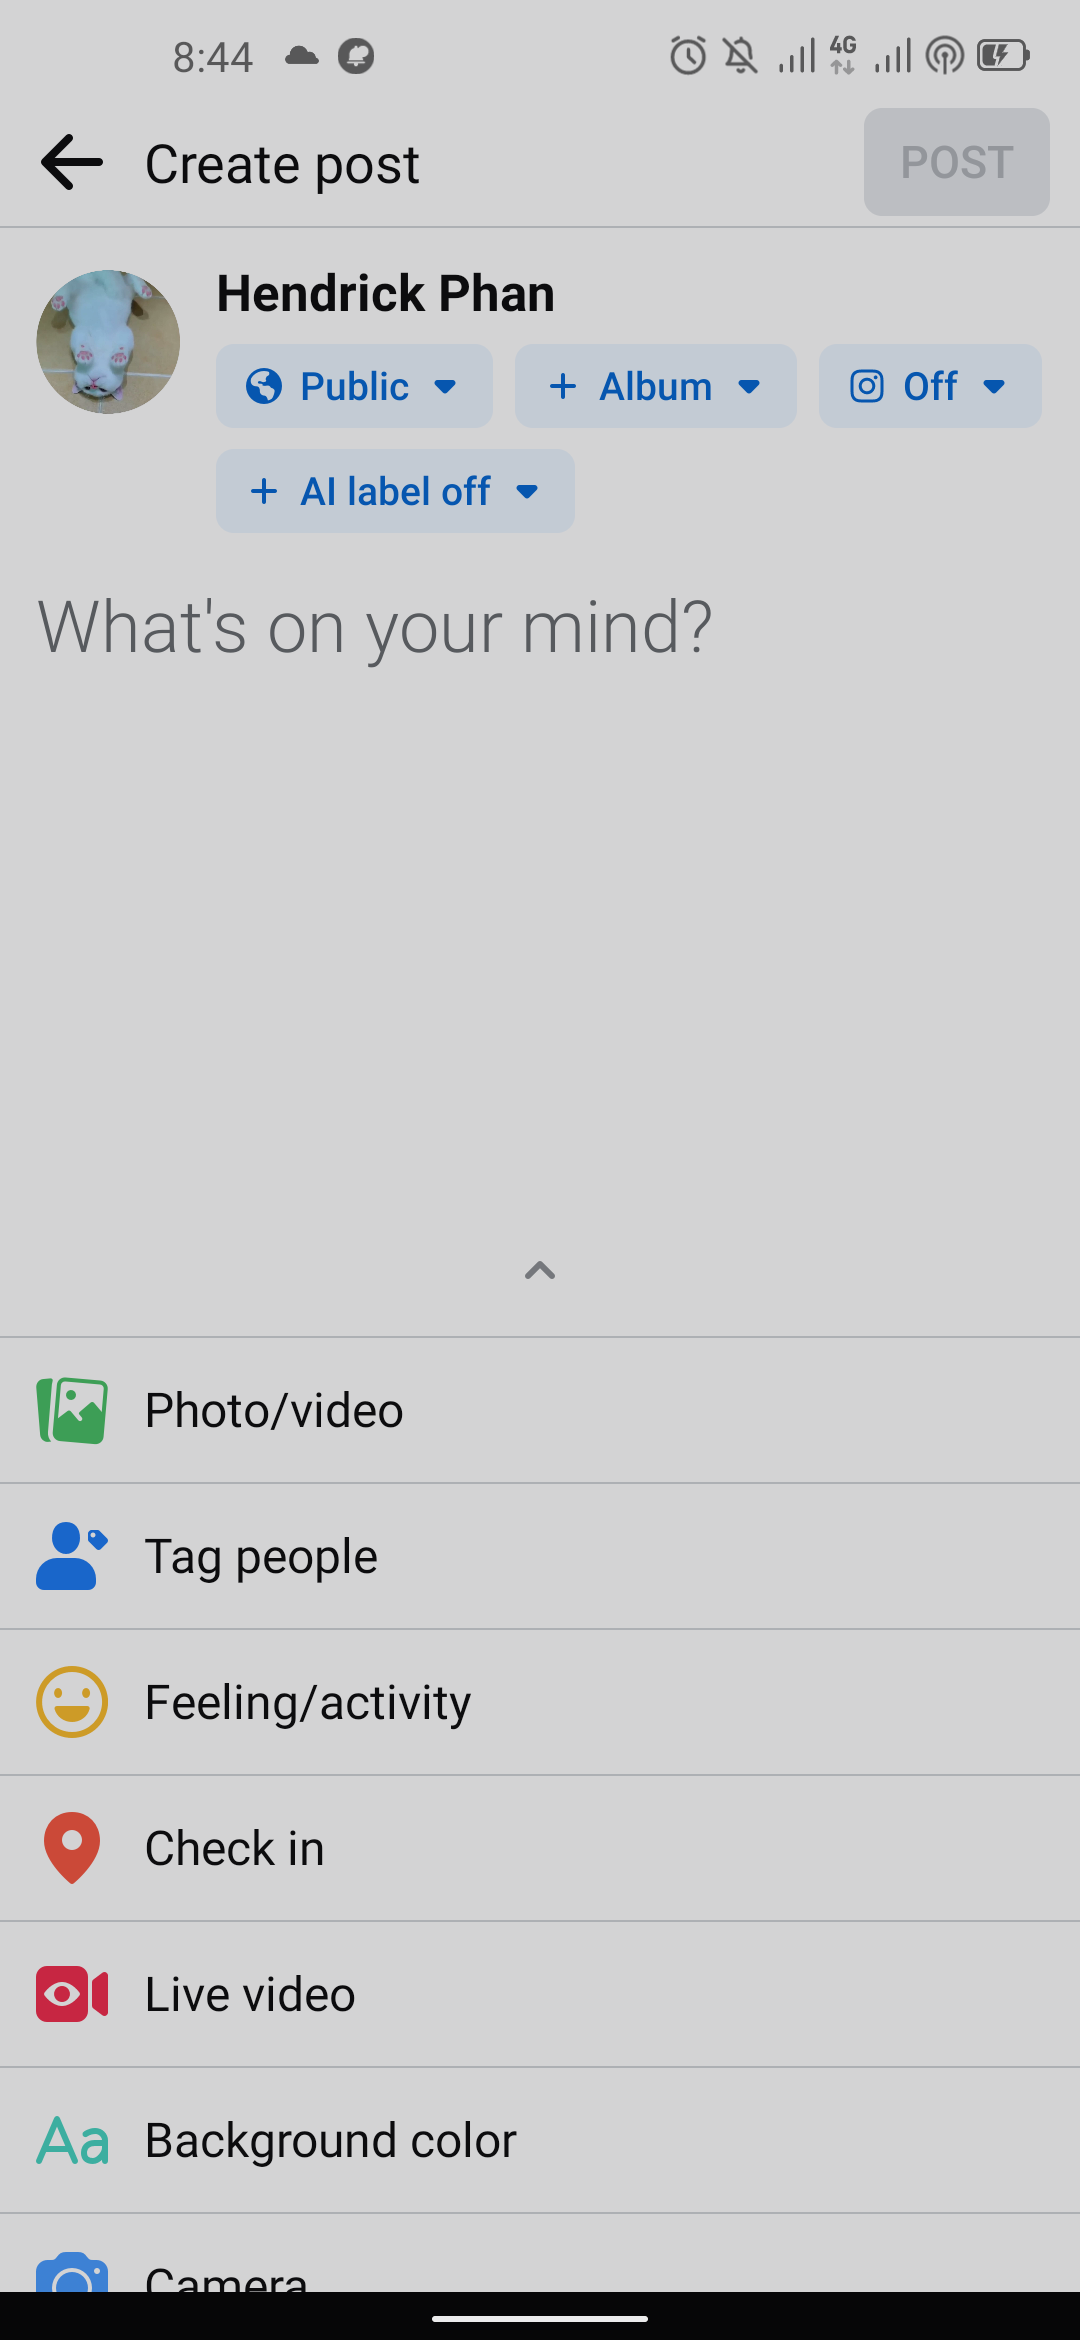 8:44
4G
Create post
POST
Hendrick Phan
Public
Album
Off
AI label off
What's on your mind?
Photo/video
Tag people
Feeling/activity
Check in
Live video
Aa Background color
Camera